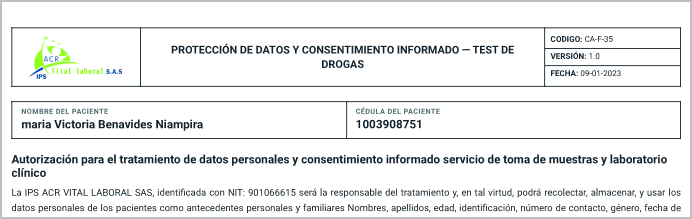 ACR
Vital laboral S.A.S
IPS
PROTECCIÓN DE DATOS Y CONSENTIMIENTO INFORMADO — TEST DE
DROGAS
CODIGO: CA-F-35
VERSIÓN: 1.0
FECHA: 09-01-2023
NOMBRE DEL PACIENTE
maria Victoria Benavides Niampira
CÉDULA DEL PACIENTE
1003908751
Autorización para el tratamiento de datos personales y consentimiento informado servicio de toma de muestras y laboratorio
clínico
La IPS ACR VITAL LABORAL SAS, identificada con NIT: 901066615 será la responsable del tratamiento y, en tal virtud, podrá recolectar, almacenar, y usar los
datos personales de los pacientes como antecedentes personales y familiares Nombres, apellidos, edad, identificación, número de contacto, género, fecha de